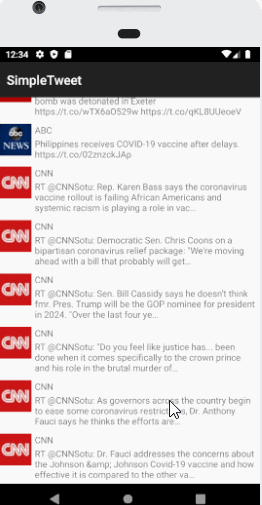 12:34
SimpleTweet
bomb was detonated in Exeter
https://t.co/wTX6aO529w https://t.co/qKL8UUeoeV
abc
NEWS
ABC
Philippines receives COVID-19 vaccine after delays.
https://t.co/02znzckJAp
CNN
CNN
RT @CNNSotu: Rep. Karen Bass says the coronavirus
vaccine rollout is failing African Americans and
systemic racism is playing a role in vac...
CNN
CNN
RT @CNNSotu: Democratic Sen. Chris Coons on a
bipartisan coronavirus relief package: "We're moving
ahead with a bill that probably will get...
CNN
CNN
RT @CNNSotu: Sen. Bill Cassidy says he doesn't think
fmr. Pres. Trump will be the GOP nominee for president
in 2024. "Over the last four ye...
CNN
CNN
RT @CNNSotu: "Do you feel like justice has... been
done when it comes specifically to the crown prince
and his role in the brutal murder of...
CNN
CNN
RT @CNNSotu: As governors across the country begin
to ease some coronavirus restrictions, Dr. Anthony
Fauci says he thinks the efforts are...
CNN
CNN
RT @CNNSotu: Dr. Fauci addresses the concerns about
the Johnson &amp; Johnson Covid-19 vaccine and how
effective it is compared to the other va...